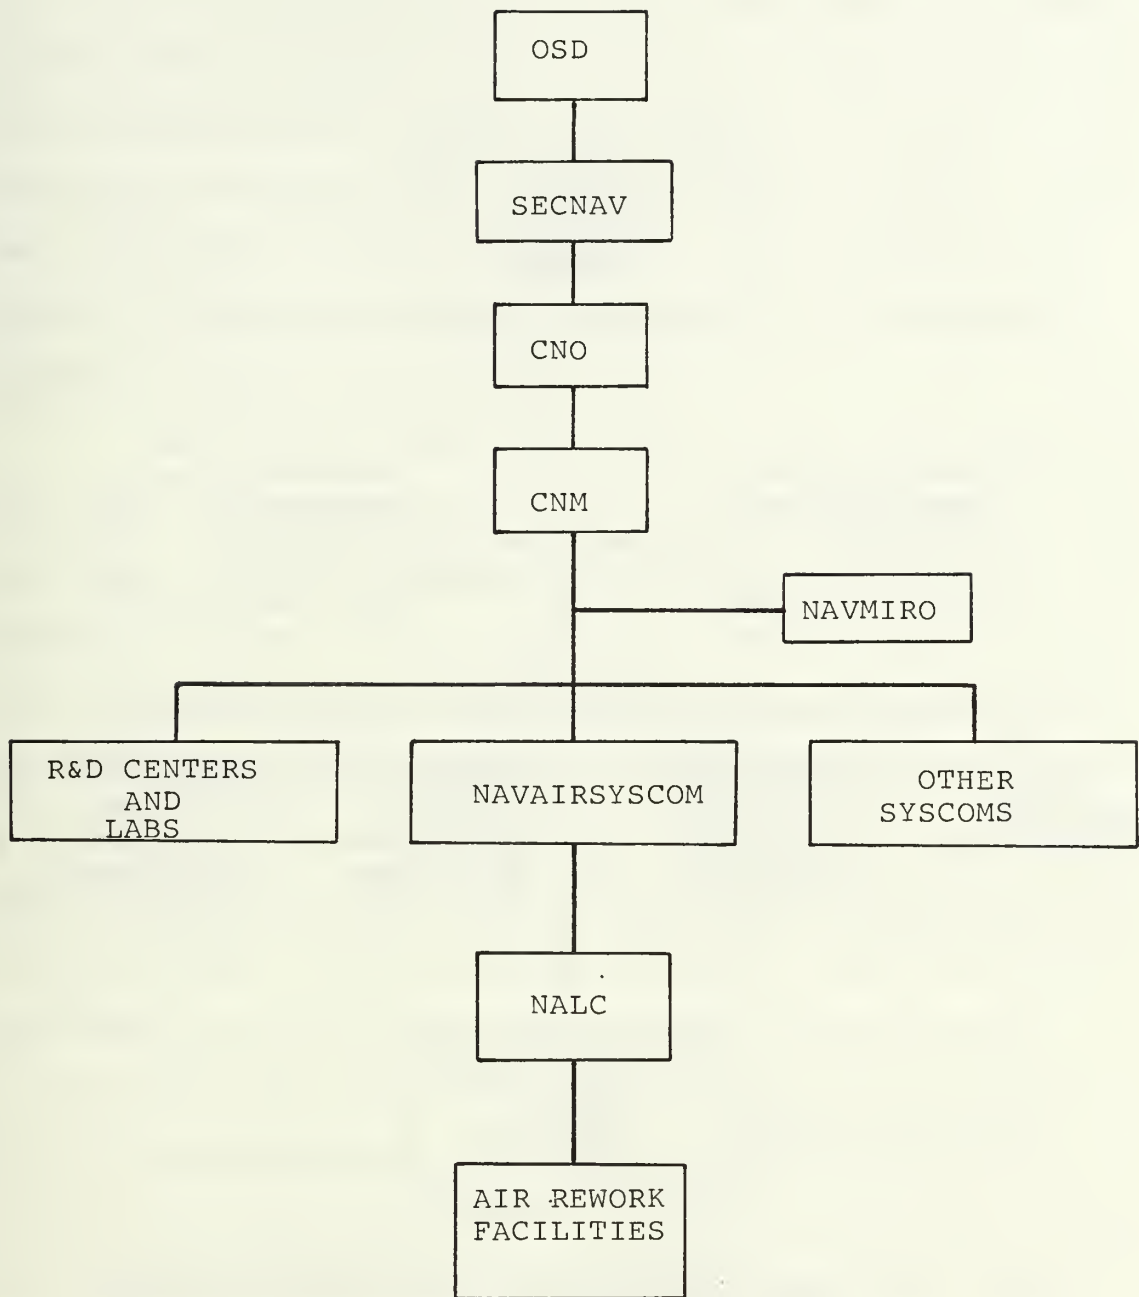 OSD
SECNAV
CNO
CNM
NAVMIRO
R&D CENTERS
AND
LABS
NAVAIRSYSCOM
OTHER
SYSCOMS
NALC
AIR REWORK
FACILITIES